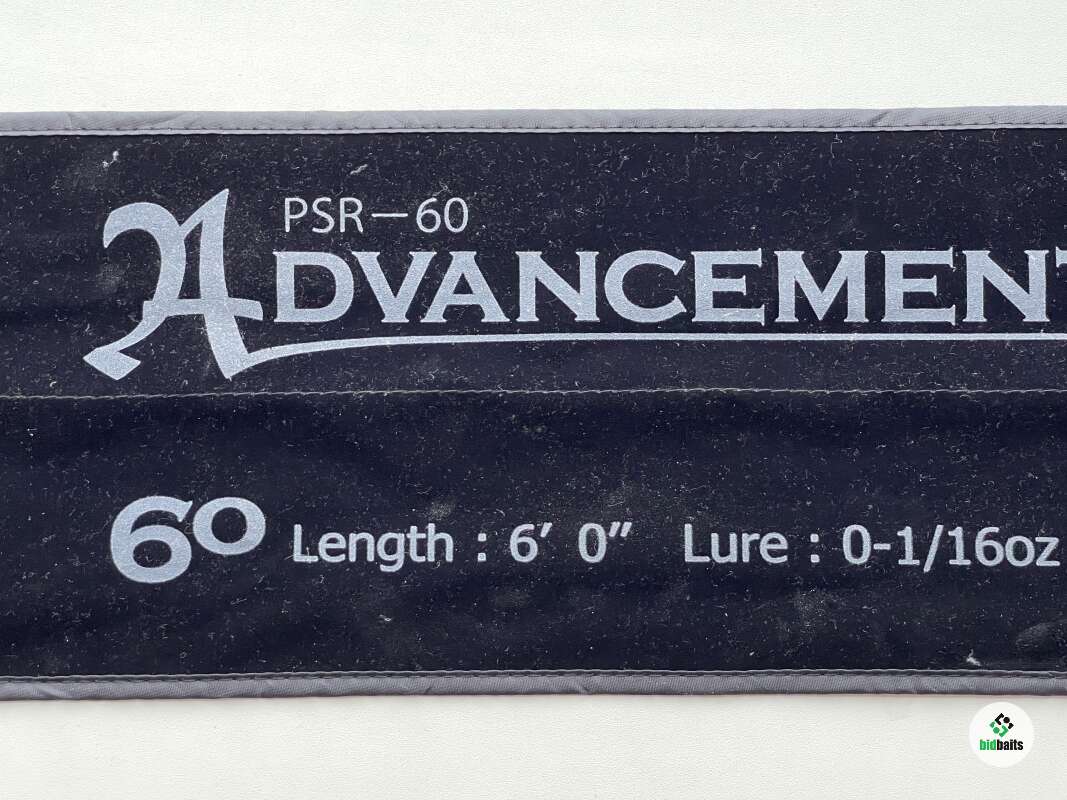 PSR-60
ADVANCEMENT
60 Length : 6' 0” Lure : 0-1/16oz
bidbaits